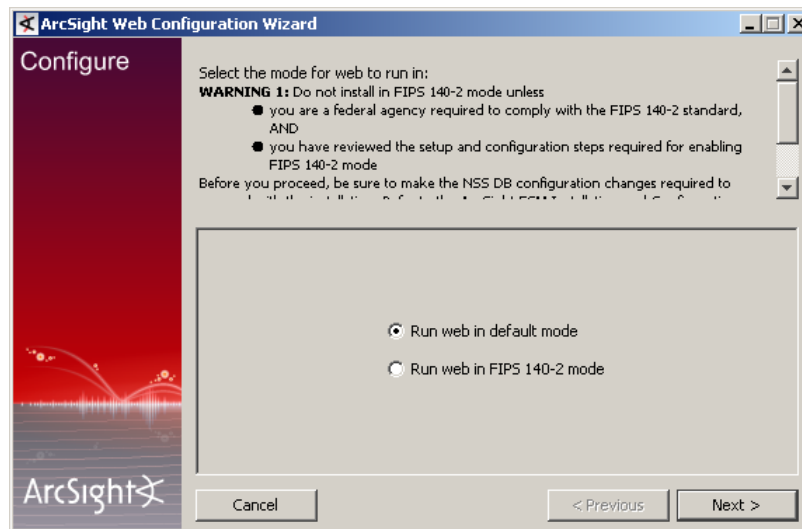 ArcSight Web Configuration Wizard
Configure
Select the mode for web to run in:
WARNING 1: Do not install in FIPS 140-2 mode unless
● you are a federal agency required to comply with the FIPS 140-2 standard,
AND
● you have reviewed the setup and configuration steps required for enabling
FIPS 140-2 mode
Before you proceed, be sure to make the NSS DB configuration changes required to
Run web in default mode
Run web in FIPS 140-2 mode
ArcSight
Cancel
< Previous
Next >